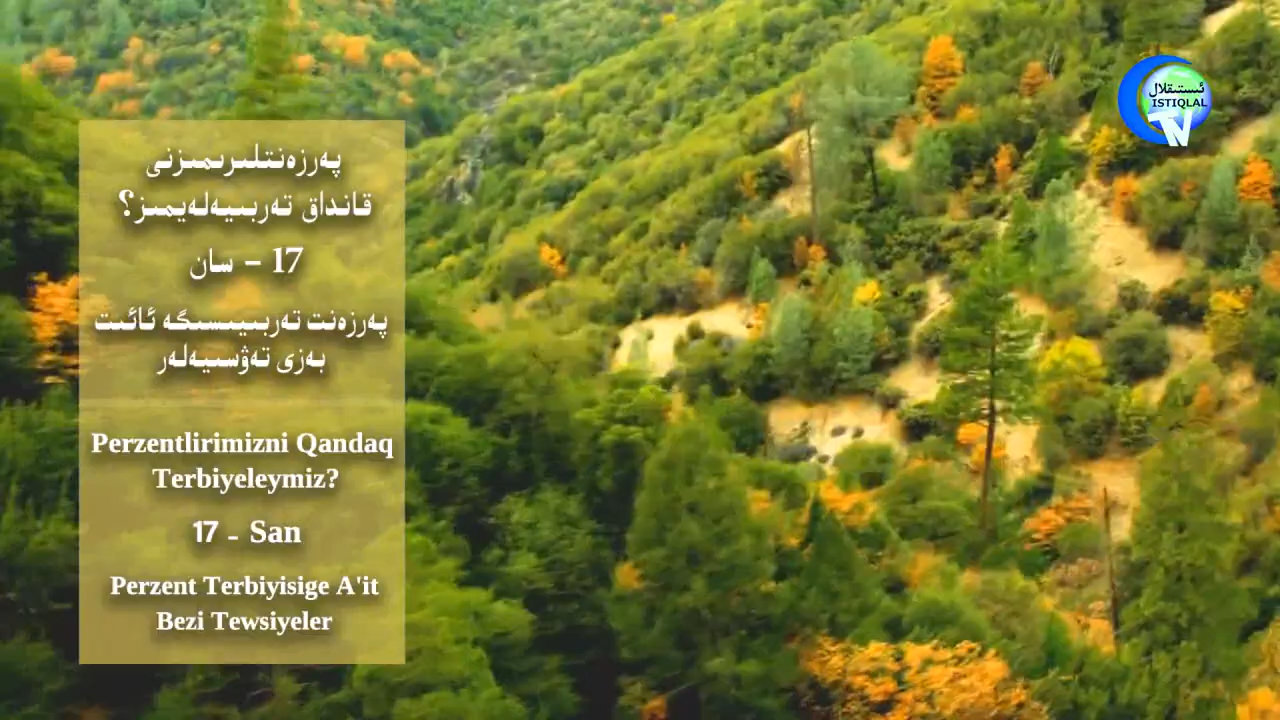 پەرزەنتلىرىمىزنى
قانداق تەربىيەلەيمىز؟
17 - سان
پەرزەنت تەربىيىسىگە ئائىت
بەزى تەۋسىيەلەر
Perzentlirimizni Qandaq
Terbiyeleymiz?
17 - San
Perzent Terbiyisige A'it
Bezi Tewsiyeler
ئىستىقلال
ISTIQLAL
TV